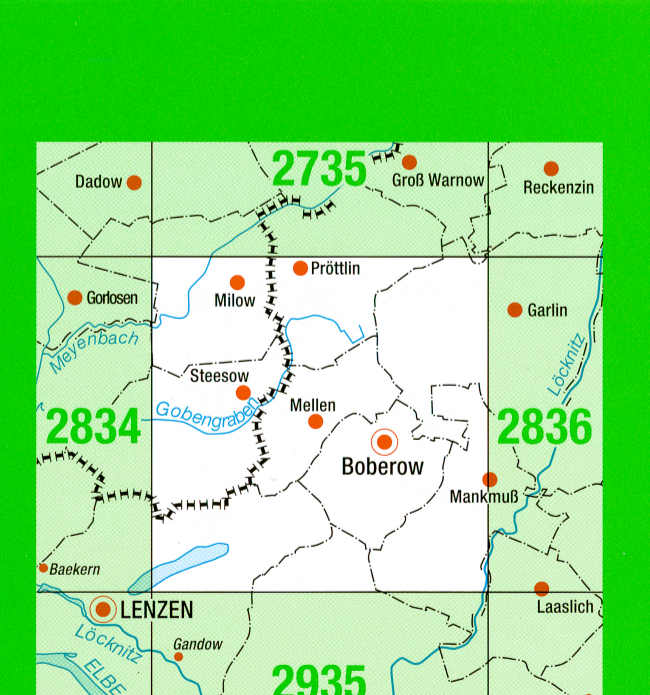 2735
Dadow
Groß Warnow
Reckenzin
Pröttlin
Gorlosen
Milow
Garlin
Meyenbach
Löcknitz
Steesow
Gobengraben
Mellen
2834
2836
Boberow
Mankmuß
Baekern
LENZEN
Laaslich
Löcknitz
Gandow
ELBE
2935